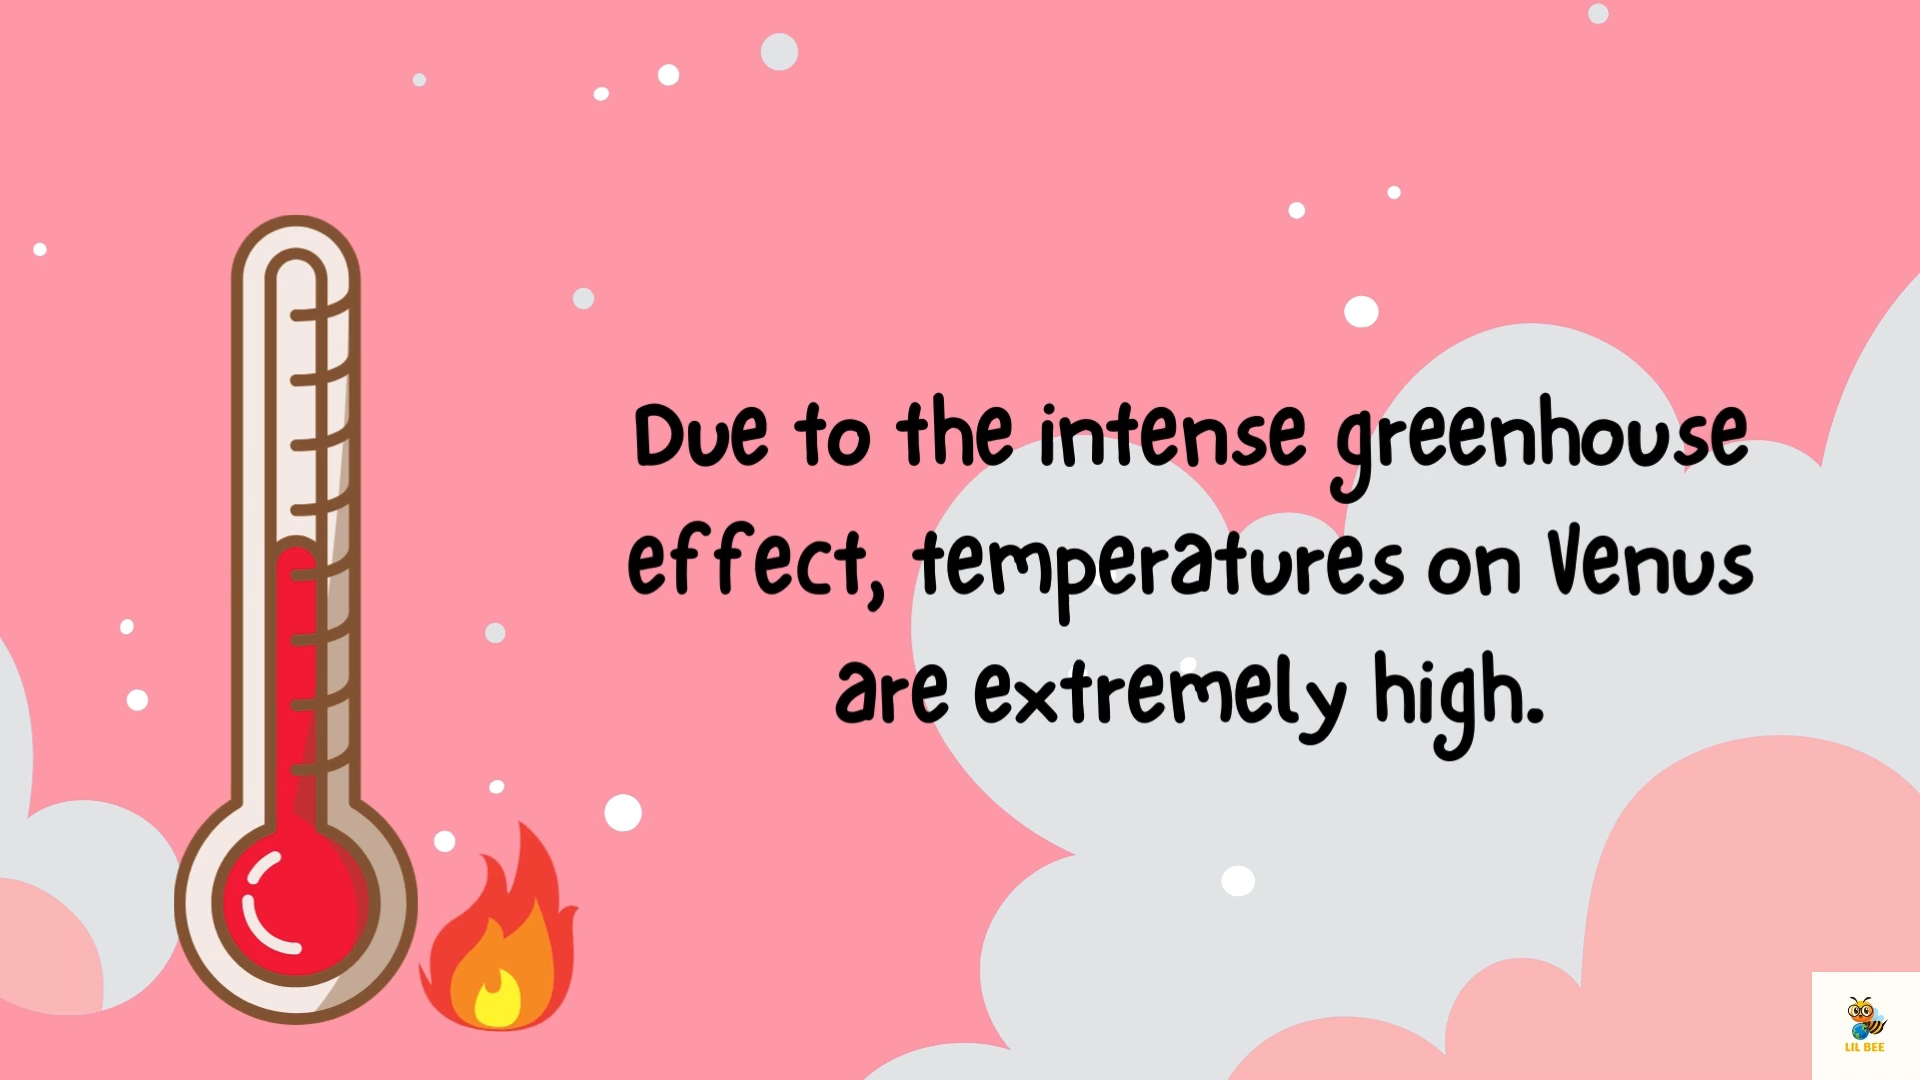 Due to the intense greenhouse
effect, temperatures on Venus
are extremely high.
LIL BEE